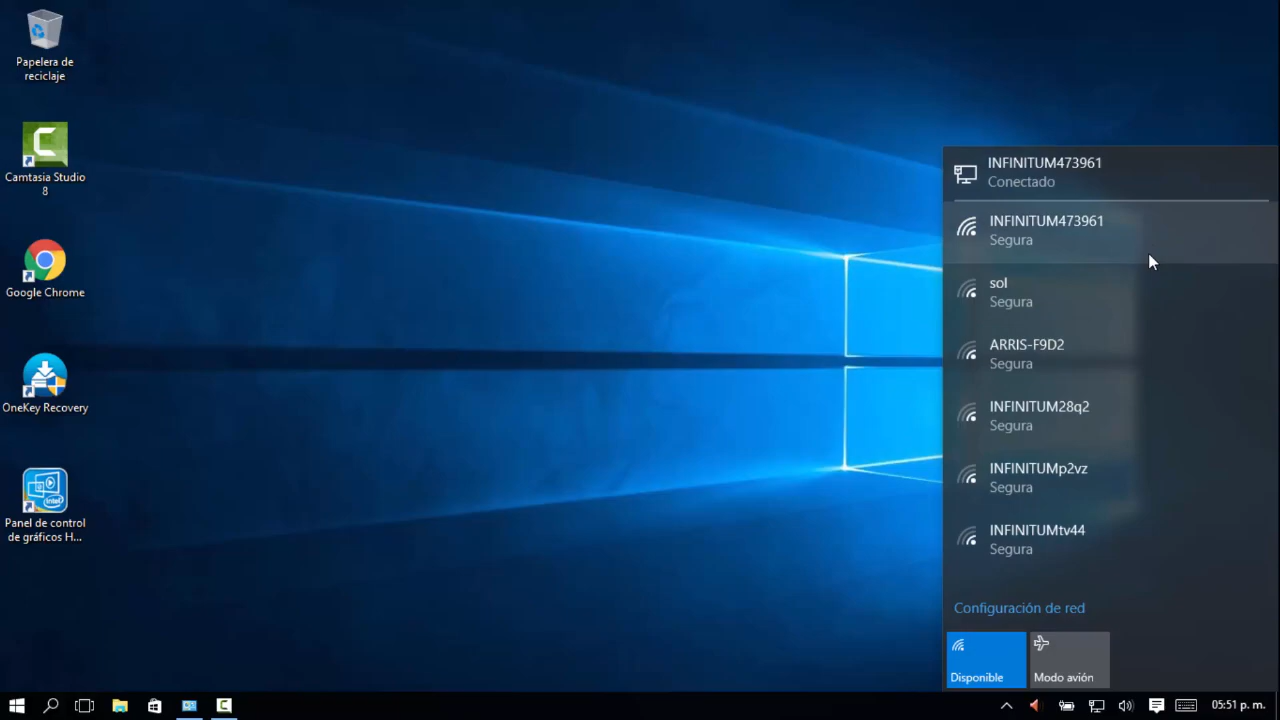 Papelera de
reciclaje
Camtasia Studio
8
Google Chrome
OneKey Recovery
Panel de control
de gráficos H...
INFINITUM473961
Conectado
INFINITUM473961
Segura
sol
Segura
ARRIS-F9D2
Segura
INFINITUM28q2
Segura
INFINITUMp2vz
Segura
INFINITUMtv44
Segura
Configuración de red
Disponible
Modo avión
05:51 p. m.